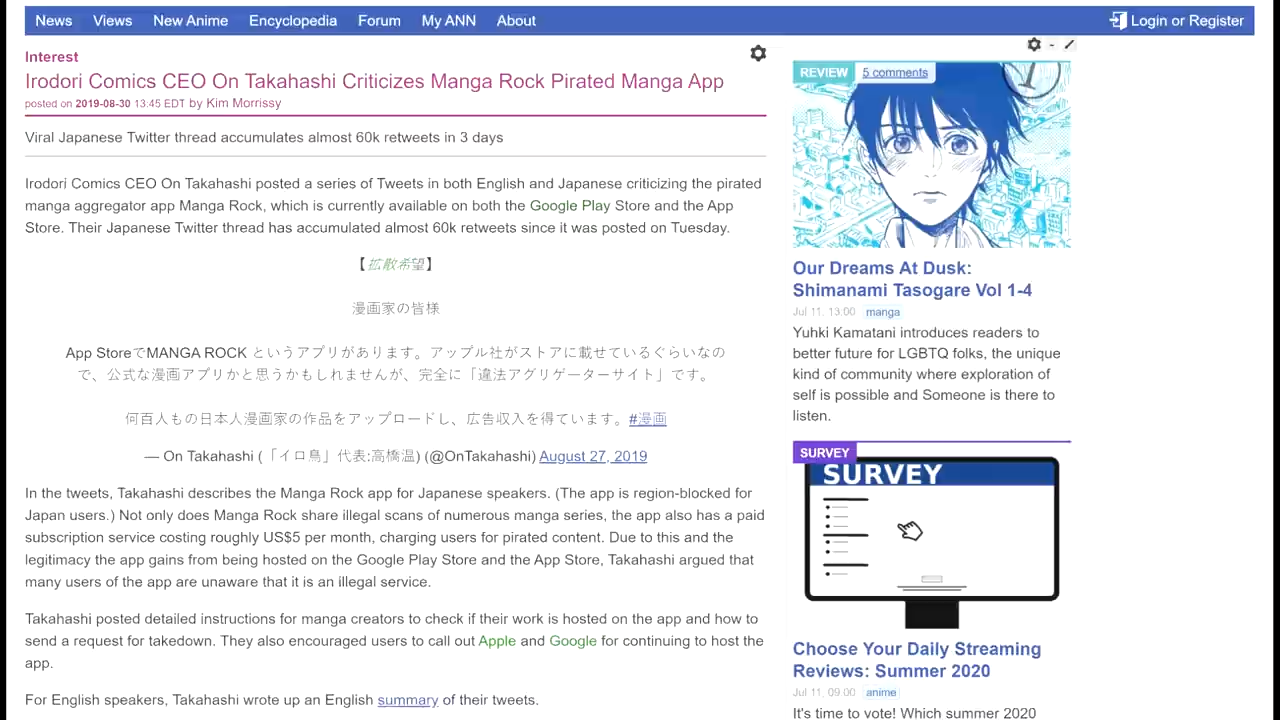 News Views New Anime Encyclopedia Forum My ANN About Login or Register
Interest
Irodori Comics CEO On Takahashi Criticizes Manga Rock Pirated Manga App
posted on 2019-08-30 13:45 EDT by Kim Morrissy
Viral Japanese Twitter thread accumulates almost 60k retweets in 3 days
Irodori Comics CEO On Takahashi posted a series of Tweets in both English and Japanese criticizing the pirated
manga aggregator app Manga Rock, which is currently available on both the Google Play Store and the App
Store. Their Japanese Twitter thread has accumulated almost 60k retweets since it was posted on Tuesday.
【拡散希望】
漫画家の皆様
App StoreでMANGA ROCK というアプリがあります。アップル社がストアに載せているぐらいなの
で、公式な漫画アプリかと思うかもしれませんが、完全に「違法アグリゲーターサイト」です。
何百人もの日本人漫画家の作品をアップロードし、広告収入を得ています。#漫画
— On Takahashi (「イロ鳥」代表:高橋温) (@OnTakahashi) August 27, 2019
In the tweets, Takahashi describes the Manga Rock app for Japanese speakers. (The app is region-blocked for
Japan users.) Not only does Manga Rock share illegal scans of numerous manga series, the app also has a paid
subscription service costing roughly US$5 per month, charging users for pirated content. Due to this and the
legitimacy the app gains from being hosted on the Google Play Store and the App Store, Takahashi argued that
many users of the app are unaware that it is an illegal service.
Takahashi posted detailed instructions for manga creators to check if their work is hosted on the app and how to
send a request for takedown. They also encouraged users to call out Apple and Google for continuing to host the
app.
For English speakers, Takahashi wrote up an English summary of their tweets.
REVIEW 5 comments
Our Dreams At Dusk:
Shimanami Tasogare Vol 1-4
Jul 11, 13:00 manga
Yuhki Kamatani introduces readers to
better future for LGBTQ folks, the unique
kind of community where exploration of
self is possible and Someone is there to
listen.
SURVEY
SURVEY
Choose Your Daily Streaming
Reviews: Summer 2020
Jul 11, 09:00 anime
It's time to vote! Which summer 2020